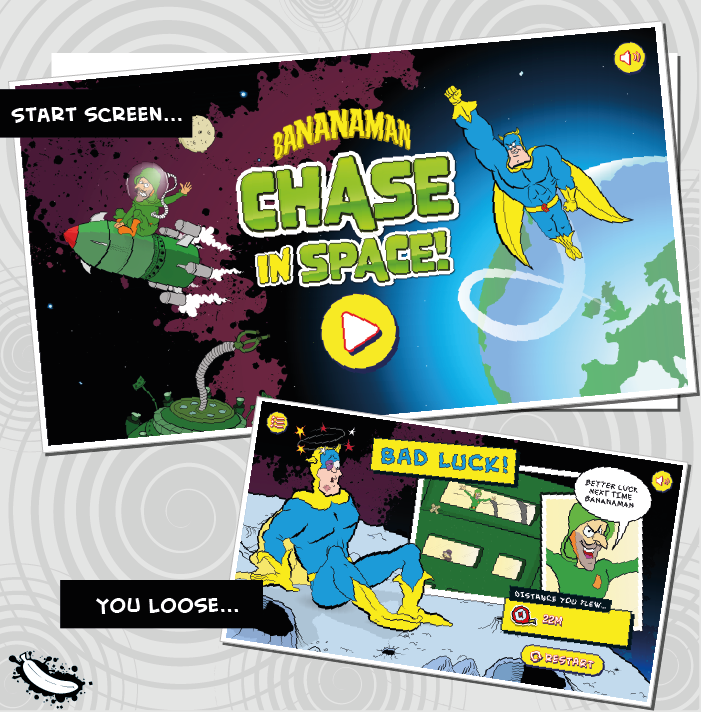 START SCREEN...
BANANAMAN
CHASE
IN SPACE!
BAD LUCK!
BETTER LUCK
NEXT TIME
BANANAMAN
DISTANCE YOU FLEW...
22M
RESTART
YOU LOOSE...